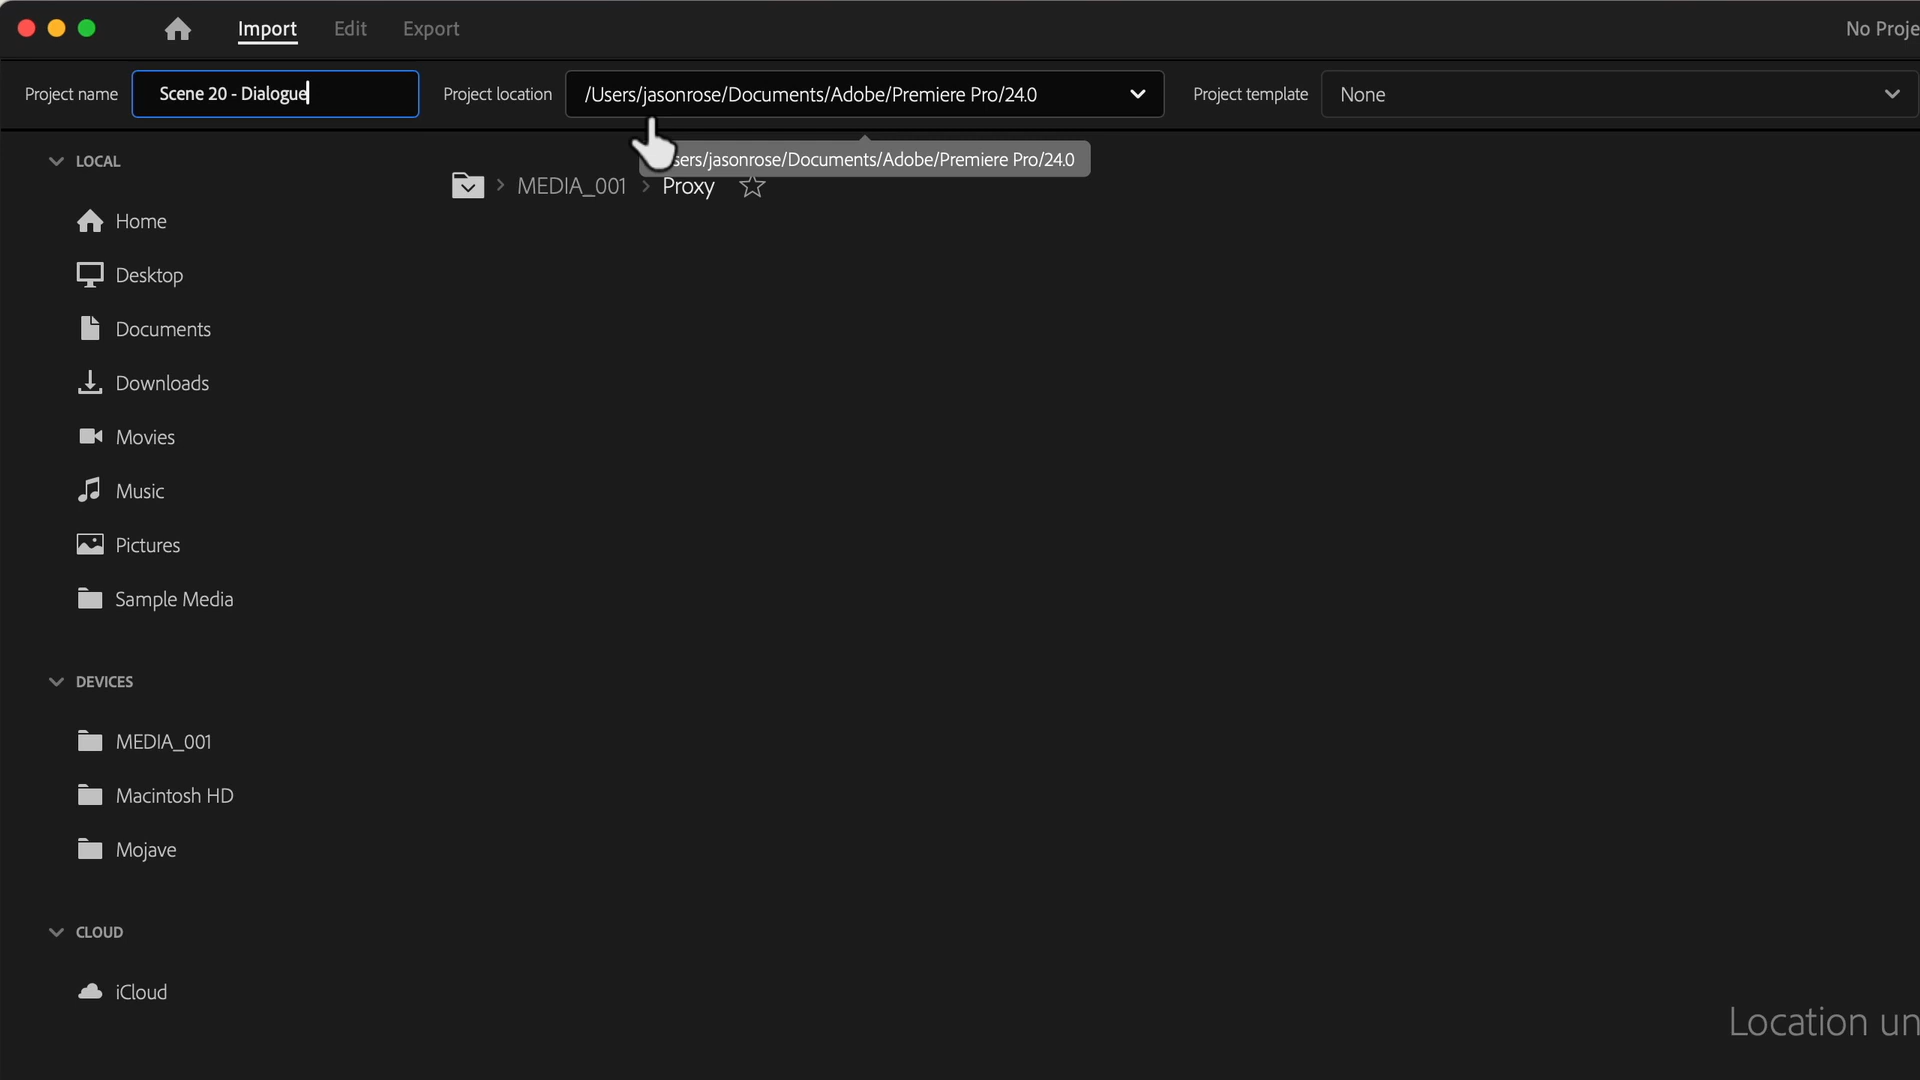 Import Edit Export No Proje
Project name Scene 20 - Dialogue Project location /Users/jasonrose/Documents/Adobe/Premiere Pro/24.0 Project template None
sers/jasonrose/Documents/Adobe/Premiere Pro/24.0
MEDIA_001 > Proxy
LOCAL
Home
Desktop
Documents
Downloads
Movies
Music
Pictures
Sample Media
DEVICES
MEDIA_001
Macintosh HD
Mojave
CLOUD
iCloud
Location un